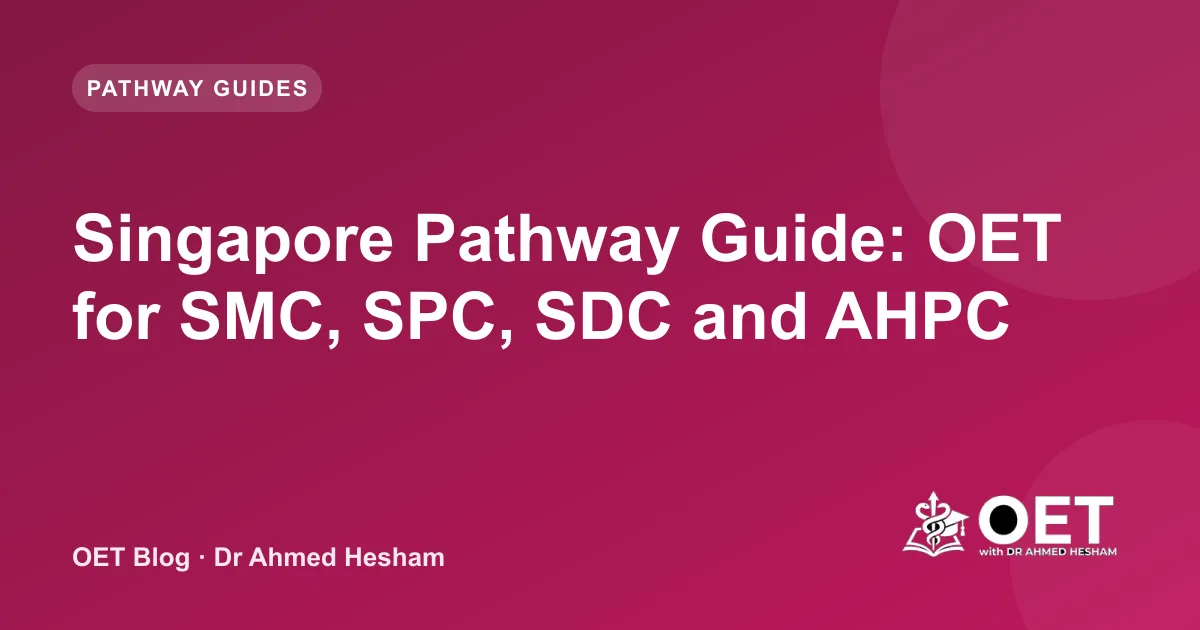 PATHWAY GUIDES
Singapore Pathway Guide: OET
for SMC, SPC, SDC and AHPC
OET Blog · Dr Ahmed Hesham
OET
with DR AHMED HESHAM